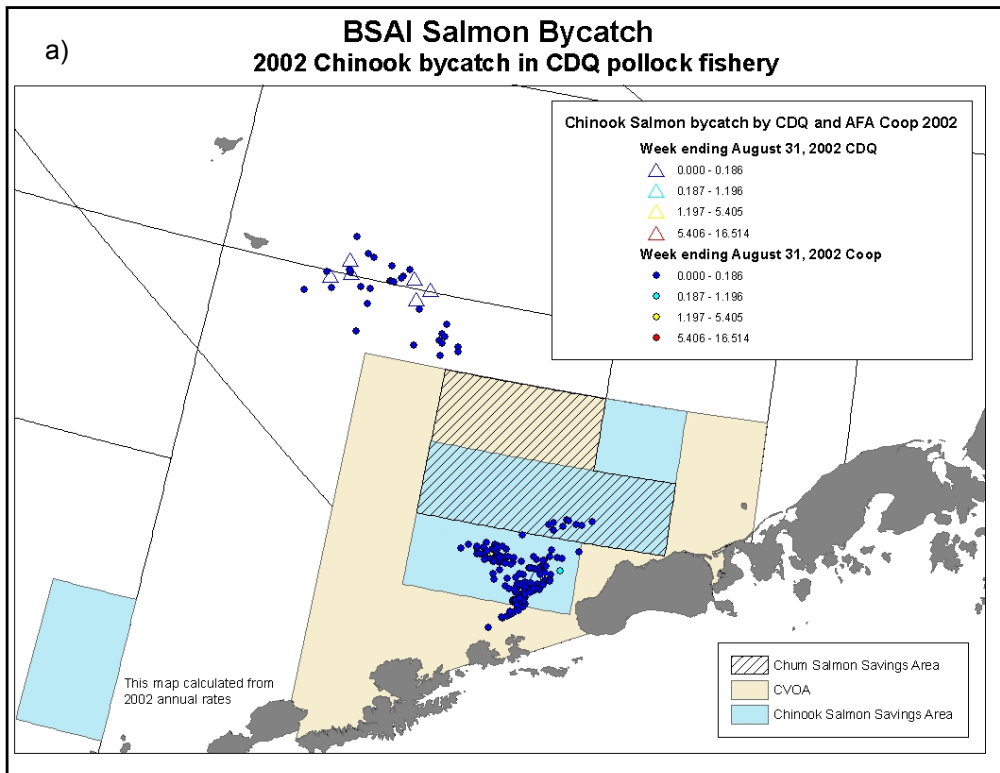 a)
BSAI Salmon Bycatch
2002 Chinook bycatch in CDQ pollock fishery
Chinook Salmon bycatch by CDQ and AFA Coop 2002
Week ending August 31, 2002 CDQ
0.000 - 0.186
0.187 - 1.196
1.197 - 5.405
5.406 - 16.514
Week ending August 31, 2002 Coop
0.000 - 0.186
0.187 - 1.196
1.197 - 5.405
5.406 - 16.514
This map calculated from
2002 annual rates
Chum Salmon Savings Area
CVOA
Chinook Salmon Savings Area